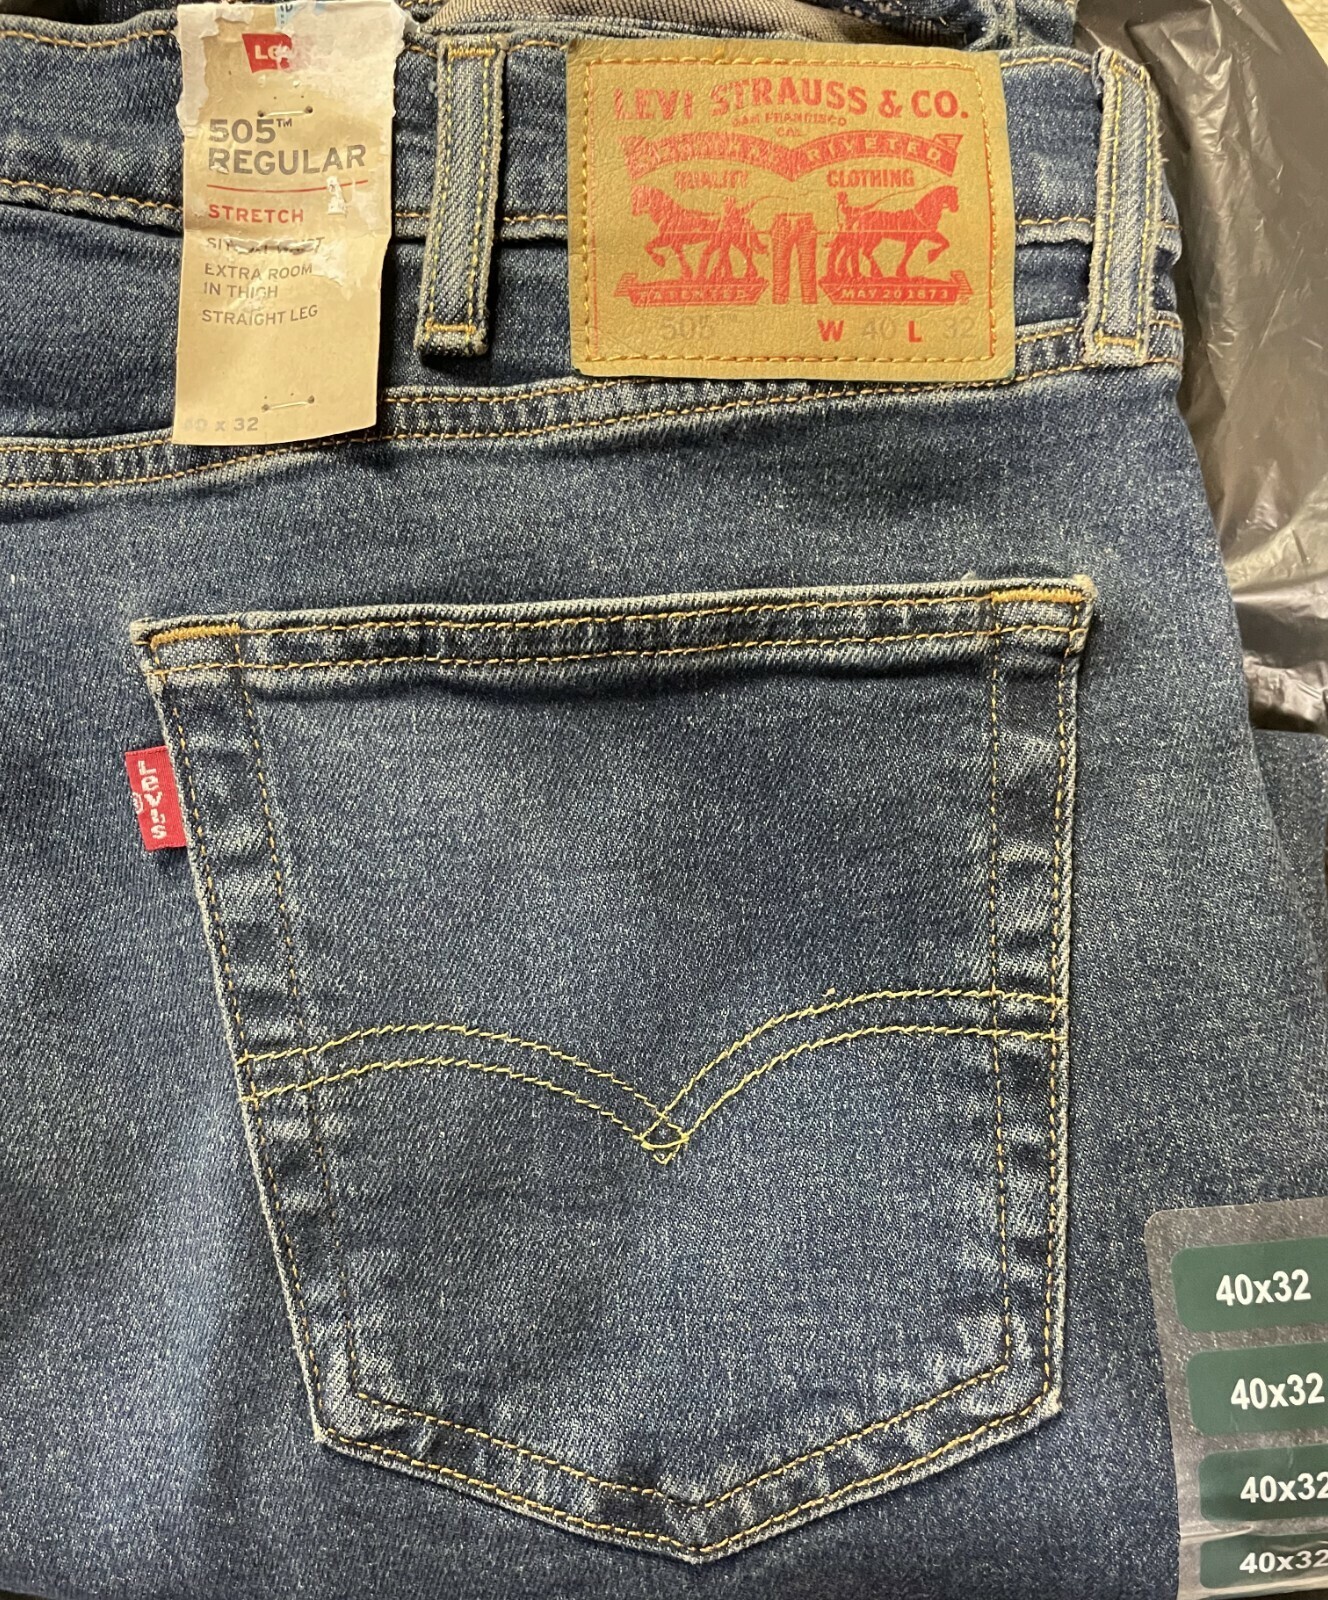 505™
REGULAR
STRETCH
EXTRA ROOM
IN THIGH
STRAIGHT LEG
40 x 32
LEVI STRAUSS & CO.
SAN FRANCISCO
CAL.
RIVETED
QUALITY CLOTHING
MAY 20 1873
505 W 40 L 32
Levi's
®
40x32
40x32
40x32
40x32